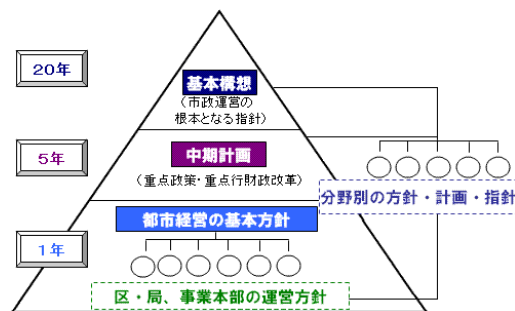 20年
基本構想
（市政運営の
根本となる指針）
5年
中期計画
（重点政策・重点行財政改革）
分野別の方針・計画・指針
都市経営の基本方針
1年
区・局、事業本部の運営方針